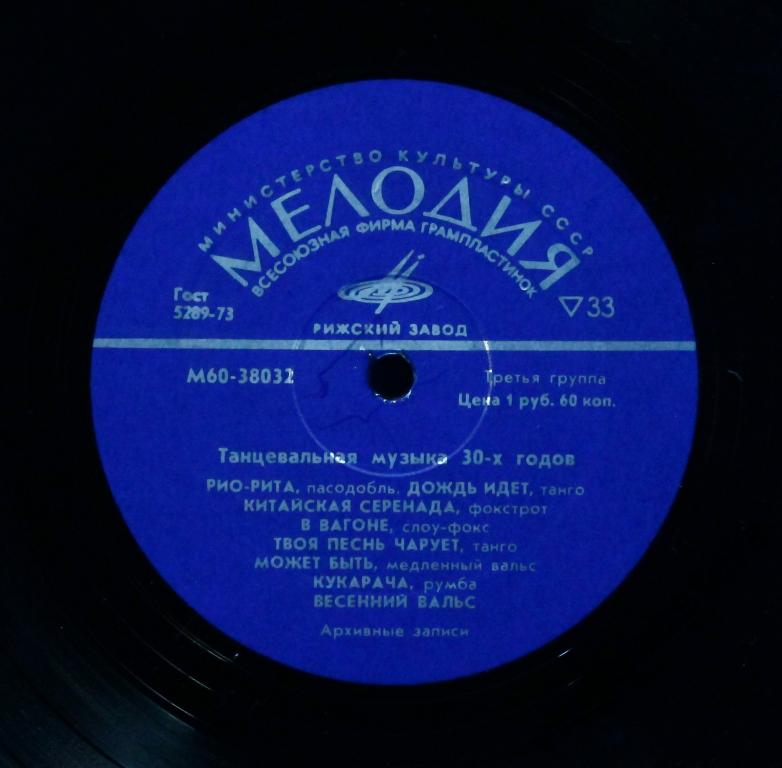 МИНИСТЕРСТВО КУЛЬТУРЫ СССР
МЕЛОДИЯ
ВСЕСОЮЗНАЯ ФИРМА ГРАМПЛАСТИНОК
Гост
5289-73
33
РИЖСКИЙ ЗАВОД
М60-38032
Третья группа
Цена 1 руб. 60 коп.
Танцевальная музыка 30-х годов
РИО-РИТА, пасодобль. ДОЖДЬ ИДЕТ, танго
КИТАЙСКАЯ СЕРЕНАДА, фокстрот
В ВАГОНЕ, слоу-фокс
ТВОЯ ПЕСНЬ ЧАРУЕТ, танго
МОЖЕТ БЫТЬ, медленный вальс
КУКАРАЧА, румба
ВЕСЕННИЙ ВАЛЬС
Архивные записи